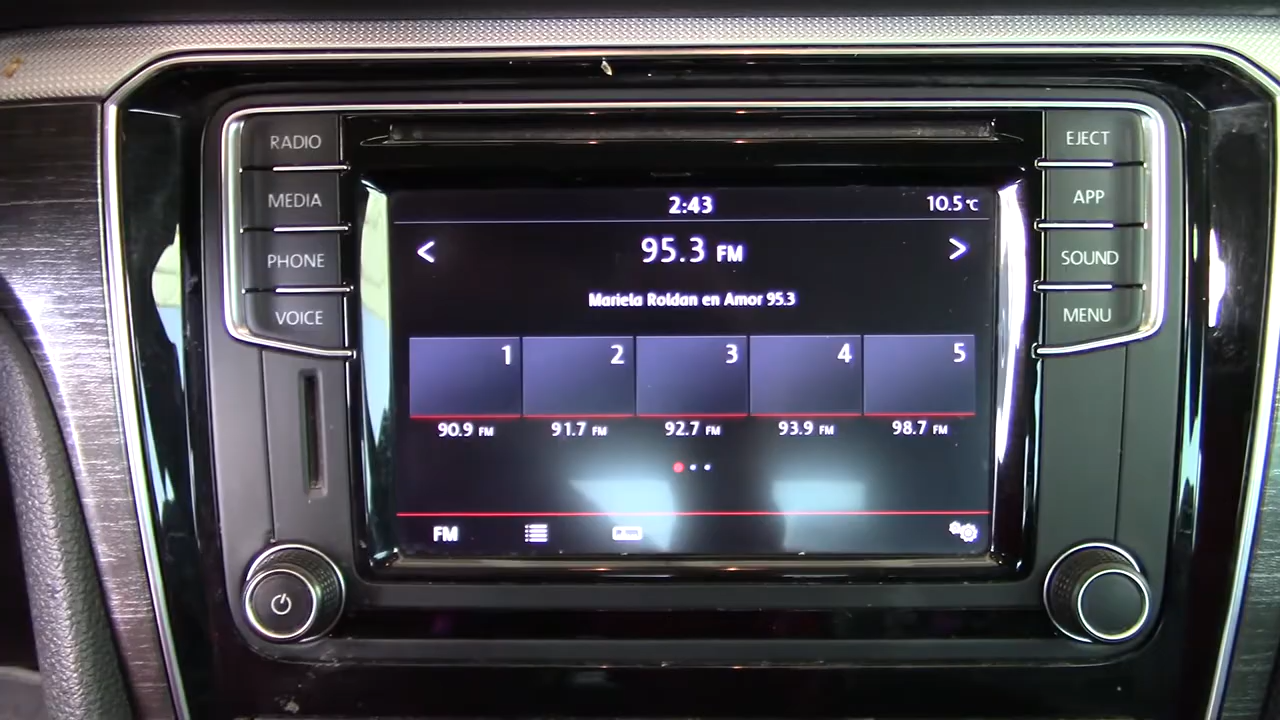 RADIO
MEDIA
PHONE
VOICE
EJECT
APP
SOUND
MENU
2:43
10.5°C
< 95.3 FM >
Mariela Roldan en Amor 95.3
1 2 3 4 5
90.9 FM 91.7 FM 92.7 FM 93.9 FM 98.7 FM
FM